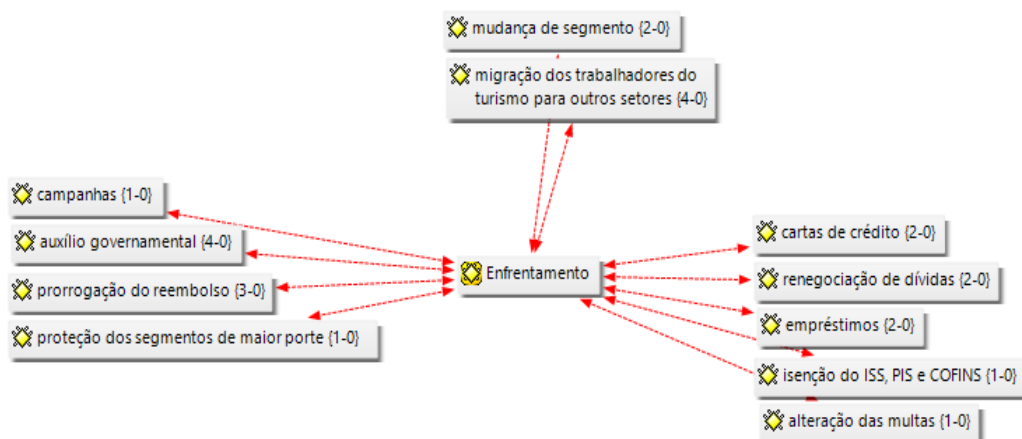 mudança de segmento {2-0}
migração dos trabalhadores do
turismo para outros setores {4-0}
campanhas {1-0}
auxílio governamental {4-0}
prorrogação do reembolso {3-0}
proteção dos segmentos de maior porte {1-0}
Enfrentamento
cartas de crédito {2-0}
renegociação de dívidas {2-0}
empréstimos {2-0}
isenção do ISS, PIS e COFINS {1-0}
alteração das multas {1-0}